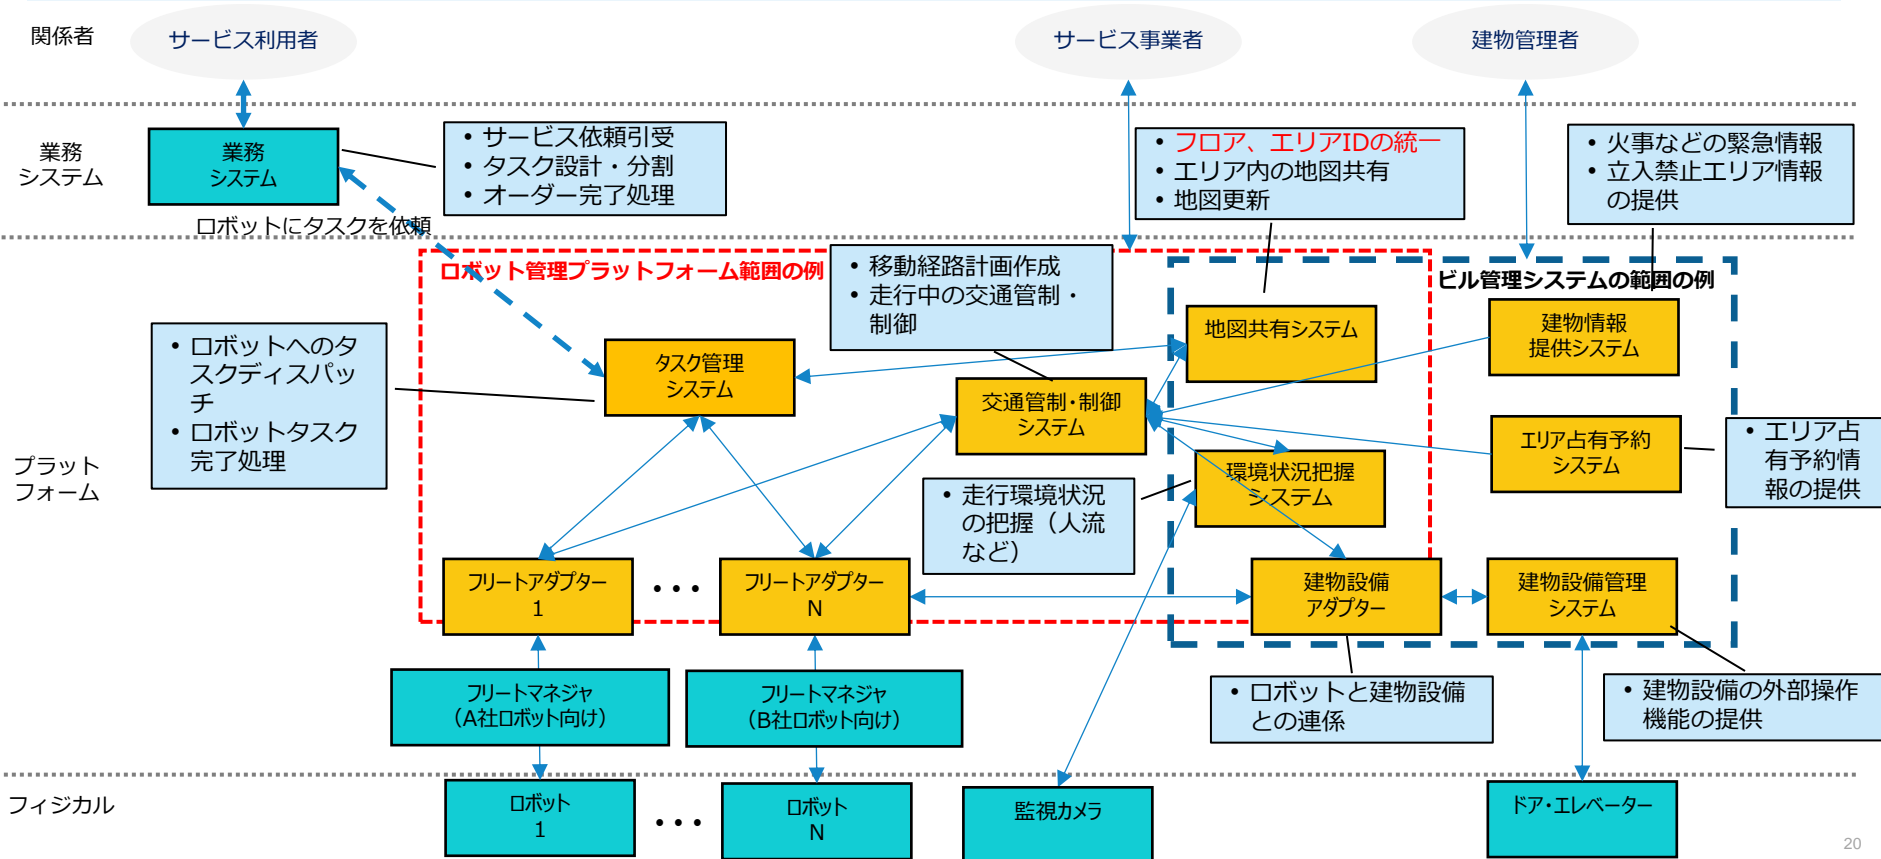 関係者
サービス利用者
サービス事業者
建物管理者
業務
システム
業務
システム
• サービス依頼引受
• タスク設計・分割
• オーダー完了処理
• フロア、エリアIDの統一
• エリア内の地図共有
• 地図更新
• 火事などの緊急情報
• 立入禁止エリア情報
の提供
ロボットにタスクを依頼
ロボット管理プラットフォーム範囲の例
• 移動経路計画作成
• 走行中の交通管制・
制御
ビル管理システムの範囲の例
• ロボットへのタ
スクディスパッ
チ
• ロボットタスク
完了処理
タスク管理
システム
交通管制・制御
システム
地図共有システム
建物情報
提供システム
プラット
フォーム
エリア占有予約
システム
• エリア占
有予約情
報の提供
環境状況把握
システム
• 走行環境状況
の把握（人流
など）
フリートアダプター
1
• • •
フリートアダプター
N
建物設備
アダプター
建物設備管理
システム
フリートマネジャ
（A社ロボット向け）
フリートマネジャ
（B社ロボット向け）
• ロボットと建物設備
との連係
• 建物設備の外部操作
機能の提供
フィジカル
ロボット
1
• • •
ロボット
N
監視カメラ
ドア・エレベーター
20